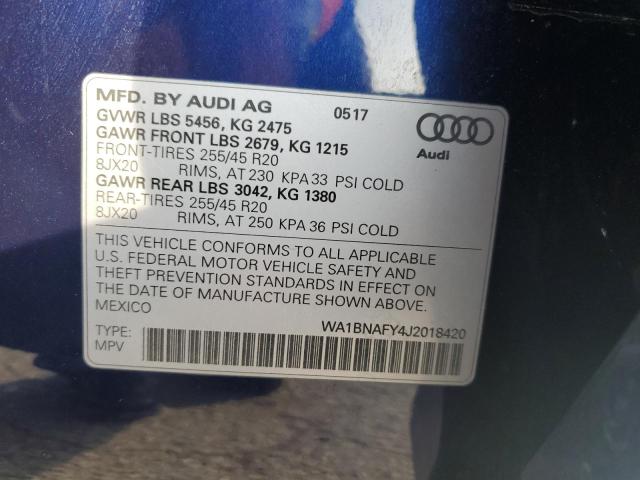 MFD. BY AUDI AG 0517
GVWR LBS 5456, KG 2475
GAWR FRONT LBS 2679, KG 1215
FRONT-TIRES 255/45 R20
8JX20 RIMS, AT 230 KPA 33 PSI COLD
GAWR REAR LBS 3042, KG 1380
REAR-TIRES 255/45 R20
8JX20 RIMS, AT 250 KPA 36 PSI COLD
Audi
THIS VEHICLE CONFORMS TO ALL APPLICABLE
U.S. FEDERAL MOTOR VEHICLE SAFETY AND
THEFT PREVENTION STANDARDS IN EFFECT ON
THE DATE OF MANUFACTURE SHOWN ABOVE.
MEXICO
WA1BNAFY4J2018420
TYPE:
MPV